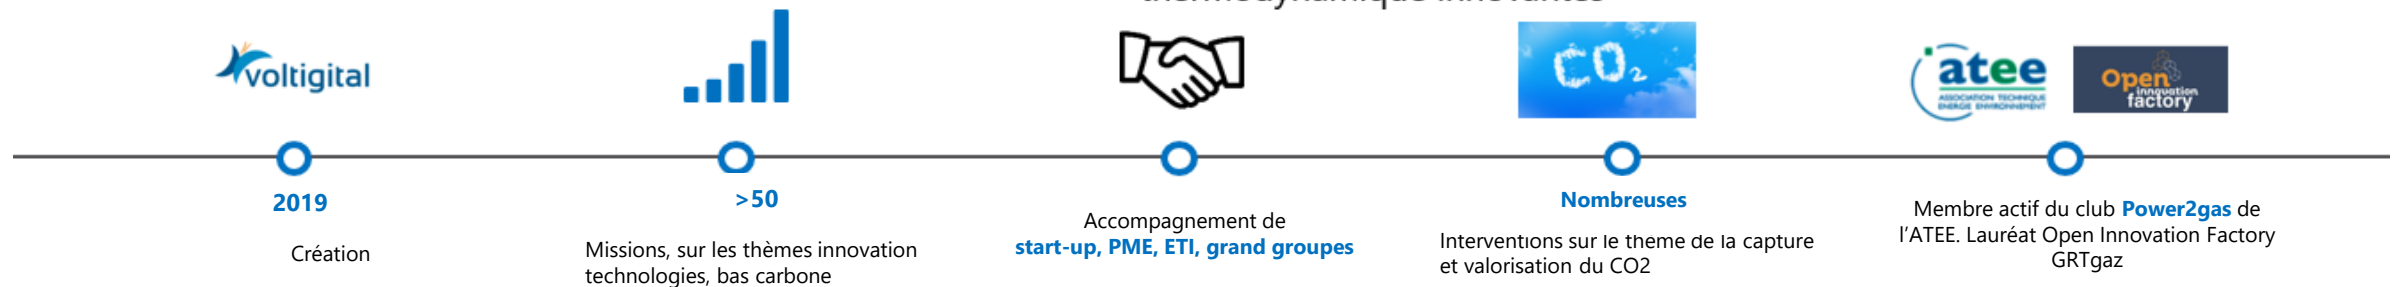 voltigital
2019
Création
>50
Missions, sur les thèmes innovation
technologies, bas carbone
Accompagnement de
start-up, PME, ETI, grand groupes
CO2
Nombreuses
Interventions sur le thème de la capture
et valorisation du CO2
atee
ASSOCIATION TECHNIQUE
ENERGIE ENVIRONNEMENT
Open
innovation
factory
Membre actif du club Power2gas de
l'ATEE. Lauréat Open Innovation Factory
GRTgaz